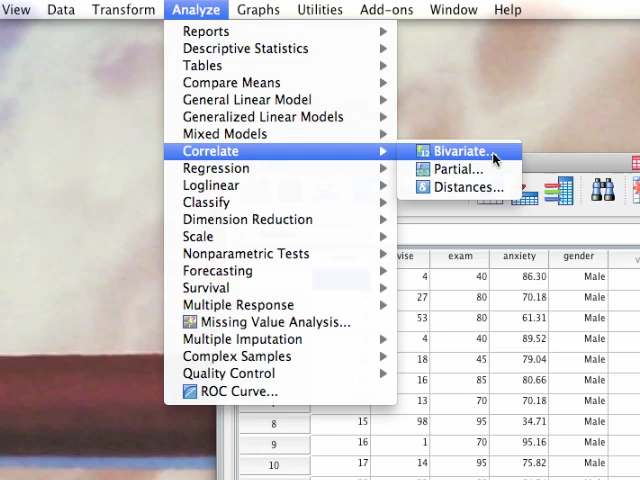 View Data Transform Analyze Graphs Utilities Add-ons Window Help
Reports
Descriptive Statistics
Tables
Compare Means
General Linear Model
Generalized Linear Models
Mixed Models
Correlate
Regression
Loglinear
Classify
Dimension Reduction
Scale
Nonparametric Tests
Forecasting
Survival
Multiple Response
Missing Value Analysis...
Multiple Imputation
Complex Samples
Quality Control
ROC Curve...
Bivariate...
Partial...
Distances...
vise exam anxiety gender
4 40 86.30 Male
27 80 70.18 Male
53 80 61.31 Male
4 40 89.52 Male
18 45 79.04 Male
16 85 80.66 Male
13 70 70.18 Male
8 15 98 95 34.71 Male
9 16 1 70 95.16 Male
10 17 14 95 75.82 Male